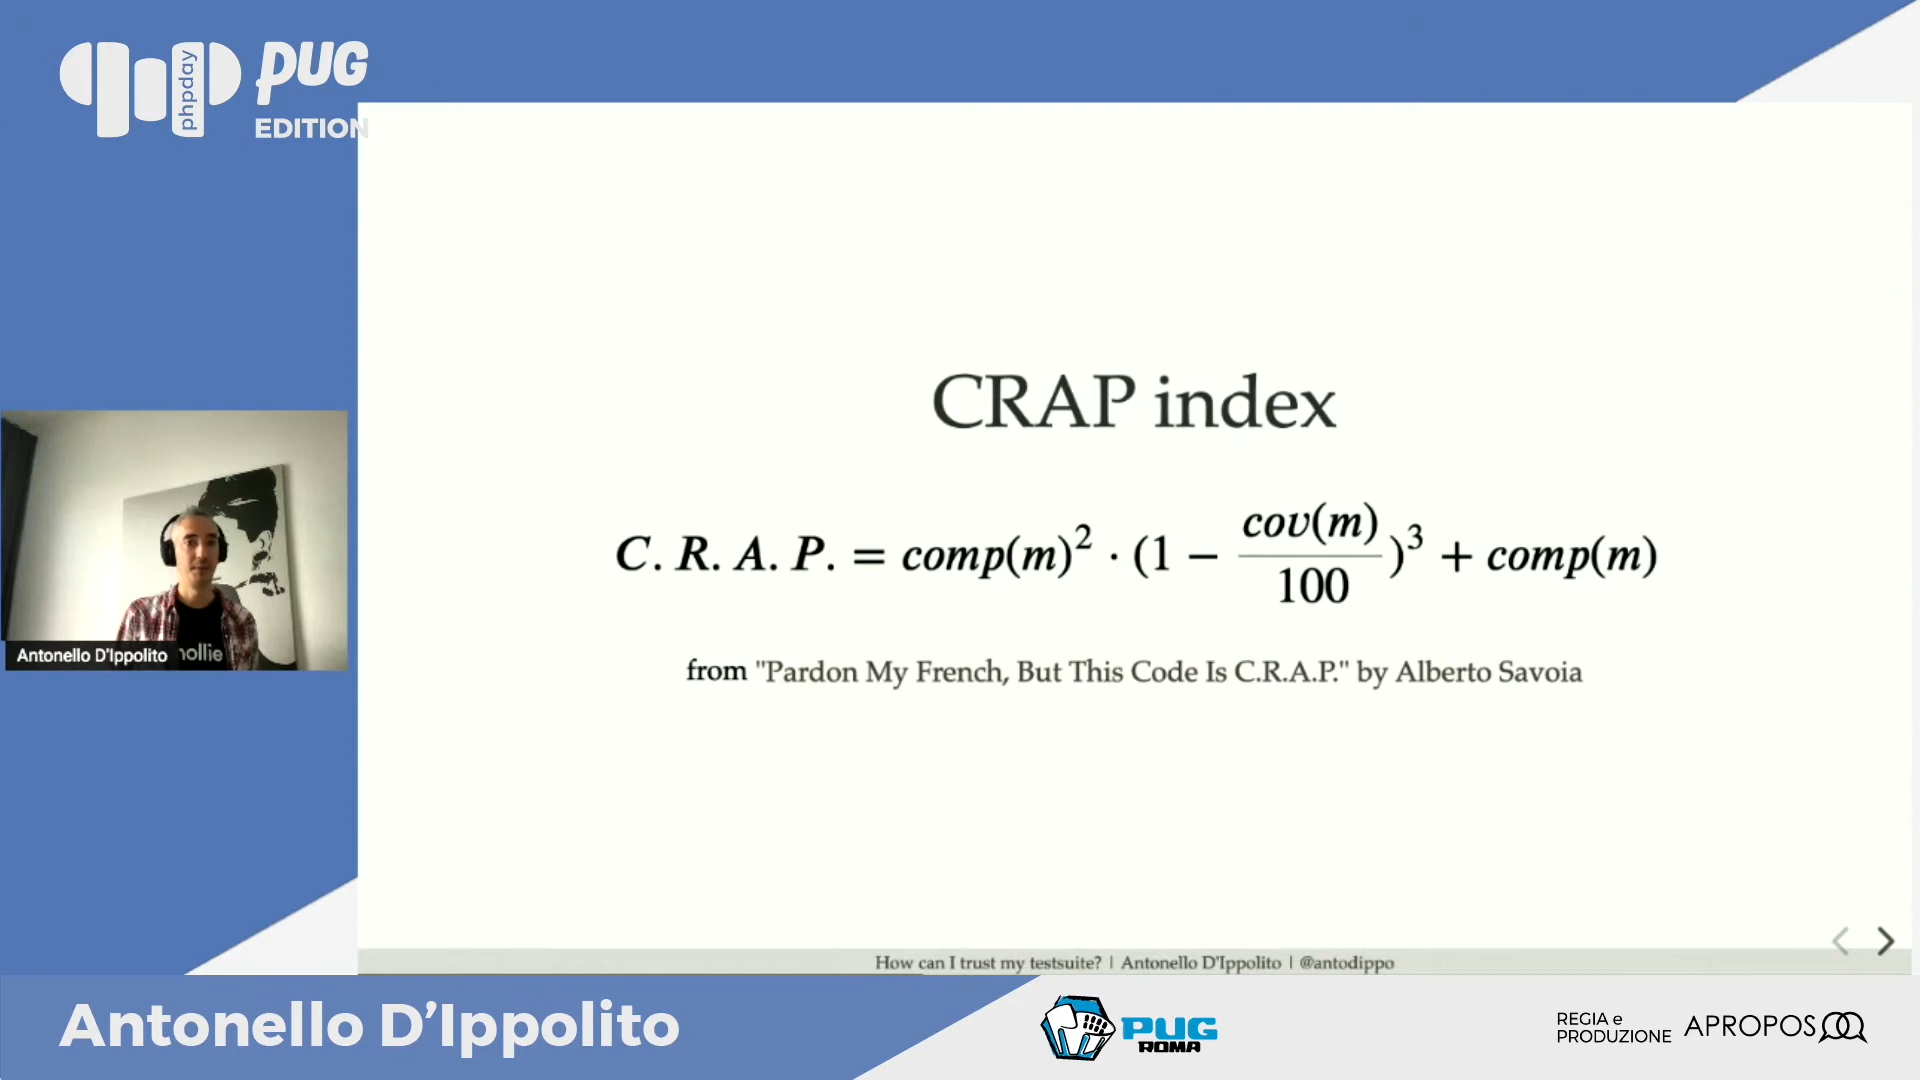 phpday
PUG
EDITION
CRAP index
C. R. A. P. = comp(m)² · (1 − cov(m)/100)³ + comp(m)
from "Pardon My French, But This Code Is C.R.A.P." by Alberto Savoia
nollie
Antonello D'Ippolito
How can I trust my testsuite? | Antonello D'Ippolito | @antodippo
Antonello D’Ippolito
PUG
ROMA
REGIA e
PRODUZIONE
APROPOS